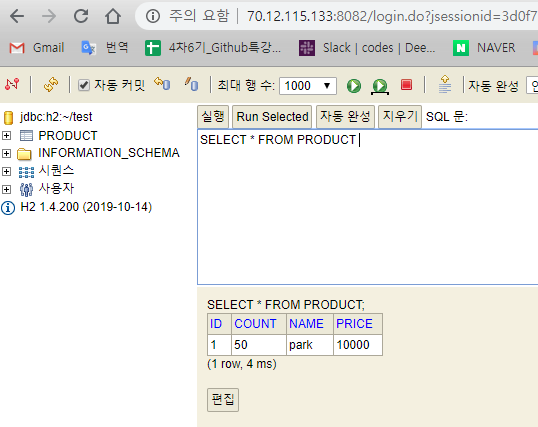 주의 요함 | 70.12.115.133:8082/login.do?jsessionid=3d0f7
Gmail 번역 4차6기_Github특강... Slack | codes | Dee... NAVER
자동 커밋 최대 행 수: 1000 자동 완성
jdbc:h2:~/test
PRODUCT
INFORMATION_SCHEMA
시퀀스
사용자
H2 1.4.200 (2019-10-14)
실행 Run Selected 자동 완성 지우기 SQL 문:
SELECT * FROM PRODUCT
SELECT * FROM PRODUCT;
ID COUNT NAME PRICE
1 50 park 10000
(1 row, 4 ms)
편집